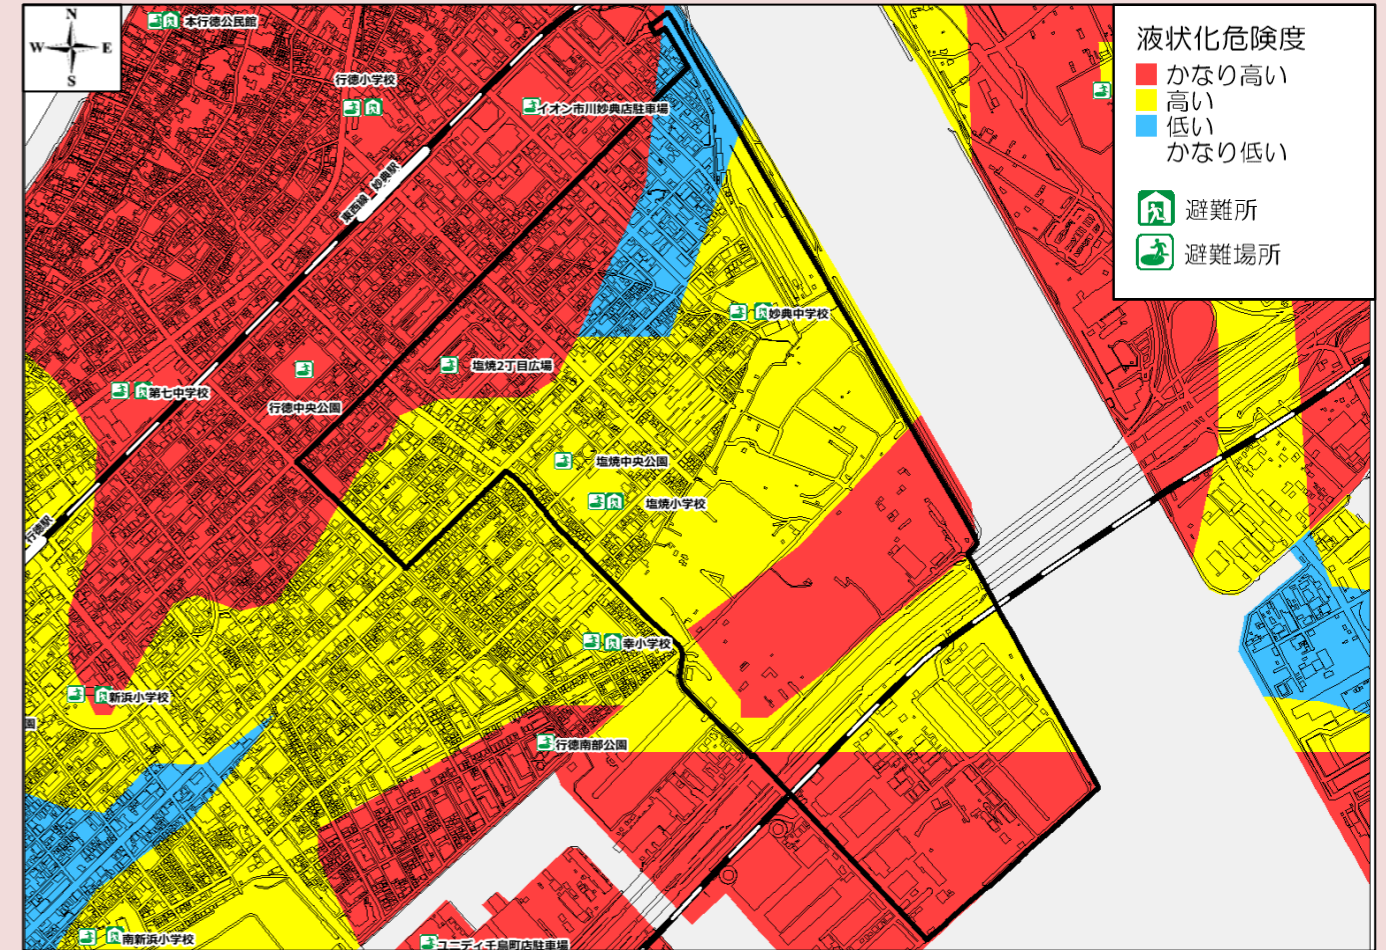 N
W E
S
本行徳公民館
行徳小学校
イオン市川妙典店駐車場
東西線 妙典駅
妙典中学校
塩焼2丁目広場
第七中学校
行徳中央公園
塩焼中央公園
塩焼小学校
行徳駅
幸小学校
新浜小学校
園
行徳南部公園
南新浜小学校
ユニディ千鳥町店駐車場
液状化危険度
かなり高い
高い
低い
かなり低い
避難所
避難場所